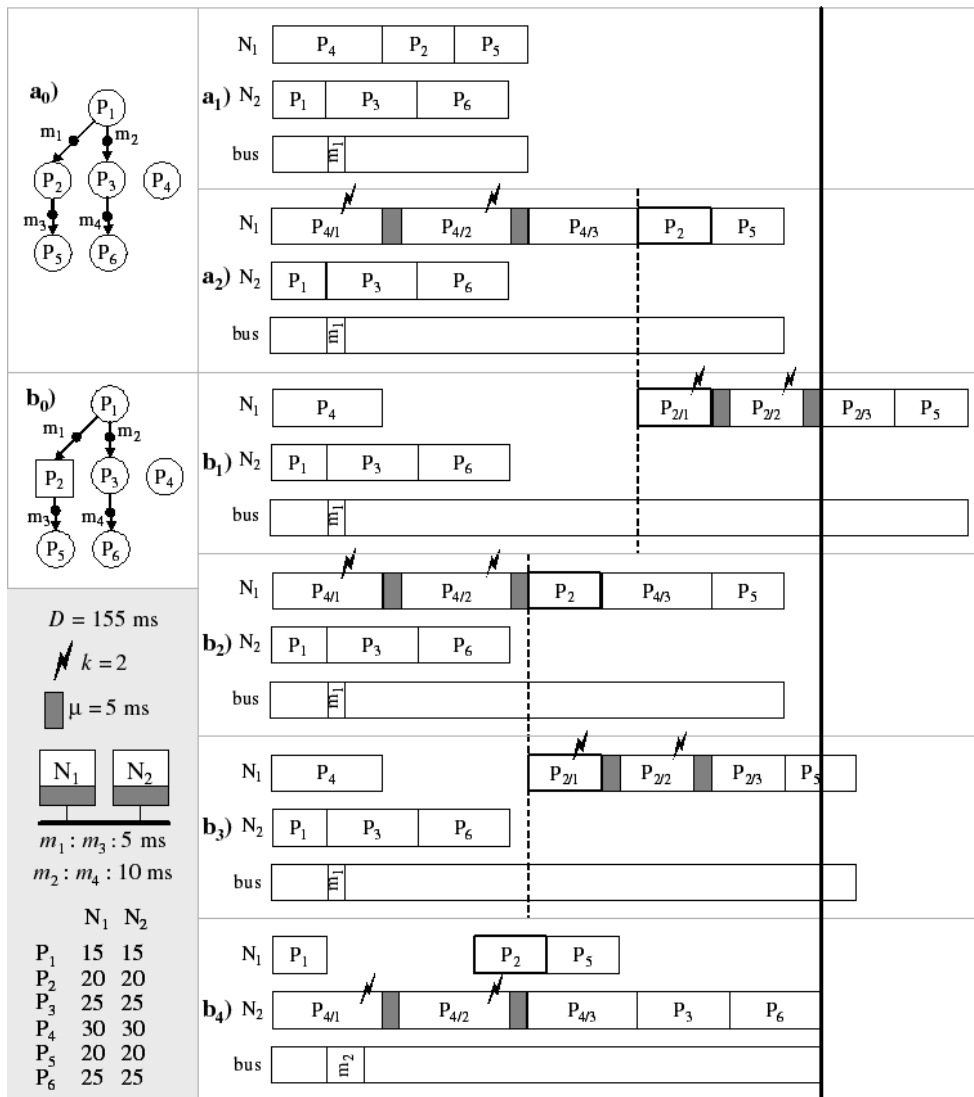 a0)
P1
m1
m2
P2
P3
P4
m3
m4
P5
P6
a1)
N1 P4 P2 P5
N2 P1 P3 P6
bus m1
a2)
N1 P4/1 P4/2 P4/3 P2 P5
N2 P1 P3 P6
bus m1
b0)
P1
m1
m2
P2
P3
P4
m3
m4
P5
P6
b1)
N1 P4 P2/1 P2/2 P2/3 P5
N2 P1 P3 P6
bus m1
b2)
N1 P4/1 P4/2 P2 P4/3 P5
N2 P1 P3 P6
bus m1
b3)
N1 P4 P2/1 P2/2 P2/3 P5
N2 P1 P3 P6
bus m1
b4)
N1 P1 P2 P5
N2 P4/1 P4/2 P4/3 P3 P6
bus m2
D = 155 ms
k = 2
μ = 5 ms
N1 N2
m1 : m3 : 5 ms
m2 : m4 : 10 ms
N1 N2
P1 15 15
P2 20 20
P3 25 25
P4 30 30
P5 20 20
P6 25 25